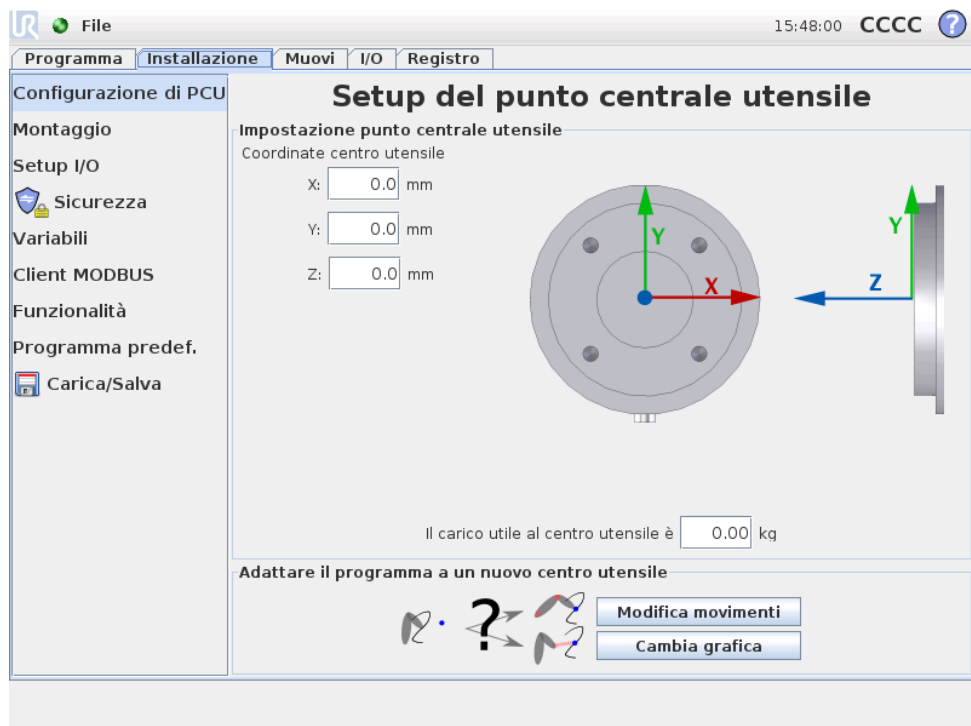 UR File 15:48:00 CCCC ?
Programma Installazione Muovi I/O Registro
Configurazione di PCU
Montaggio
Setup I/O
Sicurezza
Variabili
Client MODBUS
Funzionalità
Programma predef.
Carica/Salva
Setup del punto centrale utensile
Impostazione punto centrale utensile
Coordinate centro utensile
X: 0.0 mm
Y: 0.0 mm
Z: 0.0 mm
Y
X
Y
Z
Il carico utile al centro utensile è 0.00 kg
Adattare il programma a un nuovo centro utensile
?
Modifica movimenti
Cambia grafica